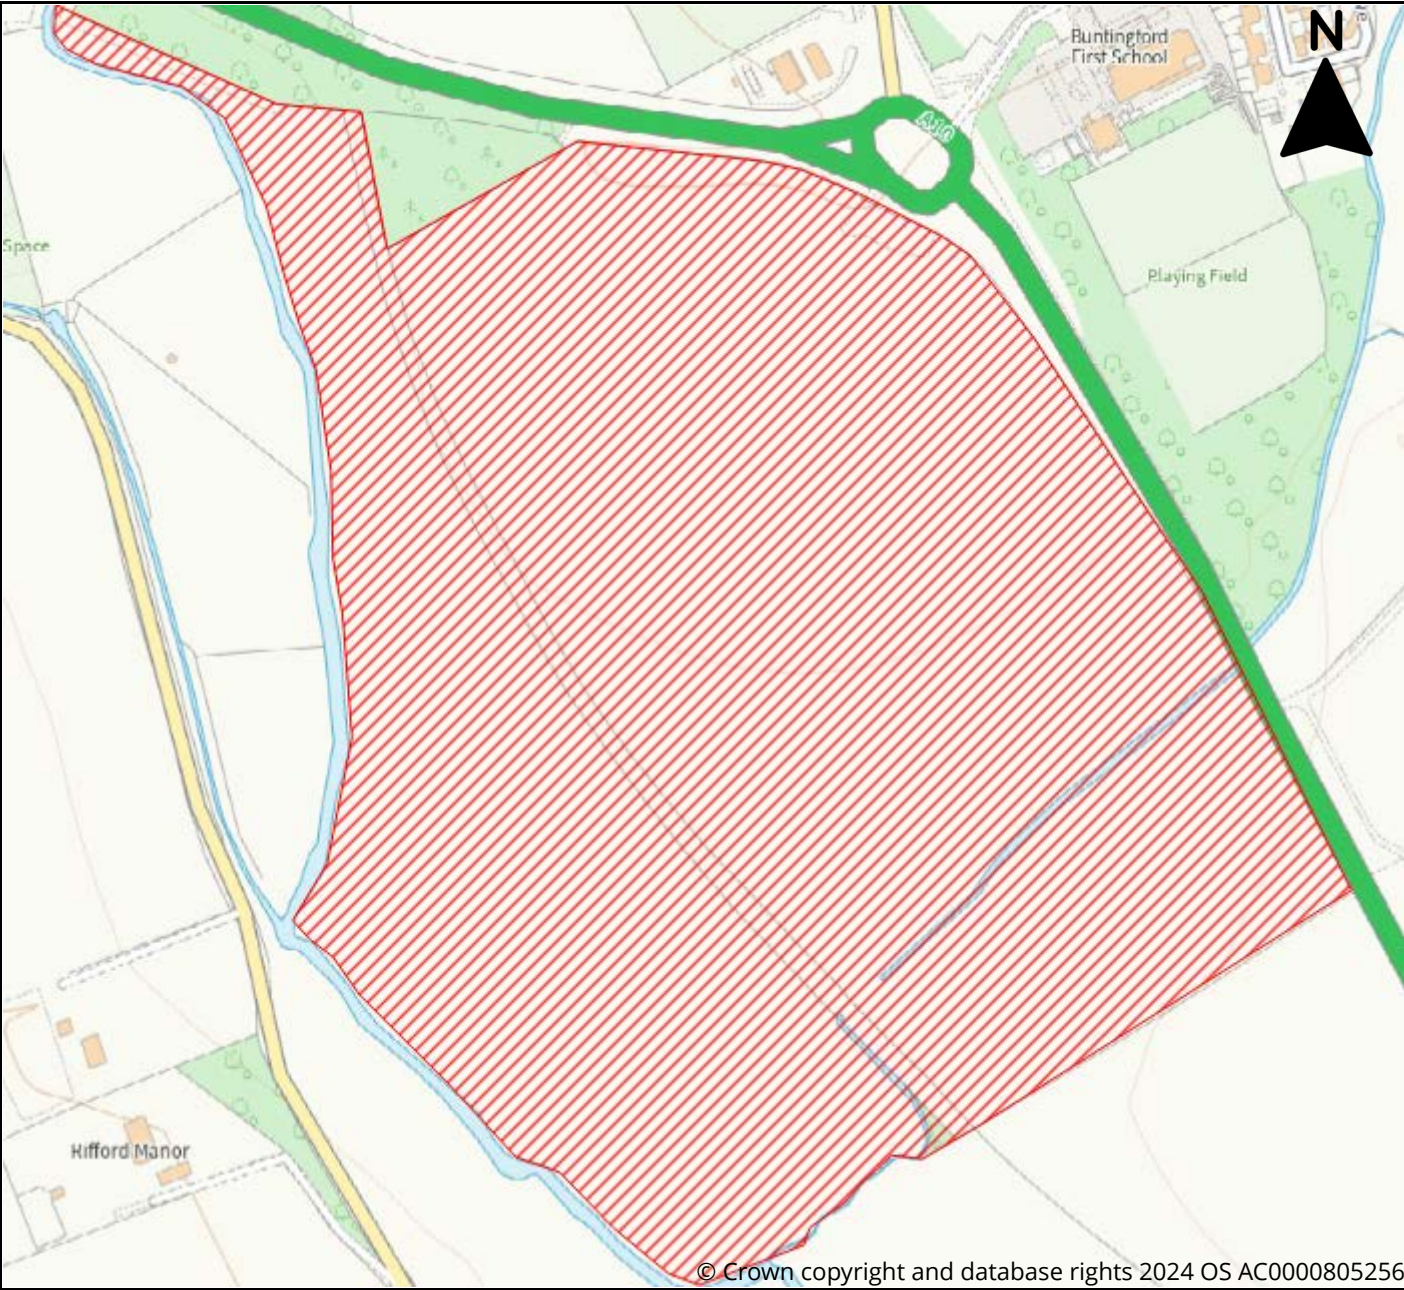 Buntingford
First School
N
A10
Space
Playing Field
Kifford Manor
© Crown copyright and database rights 2024 OS AC0000805256